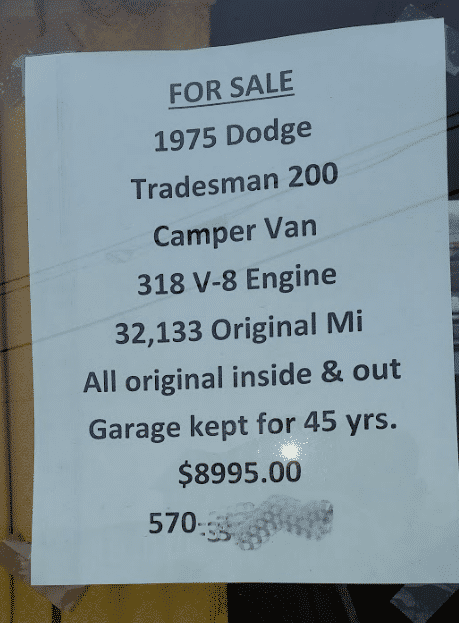 FOR SALE
1975 Dodge
Tradesman 200
Camper Van
318 V-8 Engine
32,133 Original Mi
All original inside & out
Garage kept for 45 yrs.
$8995.00
570-